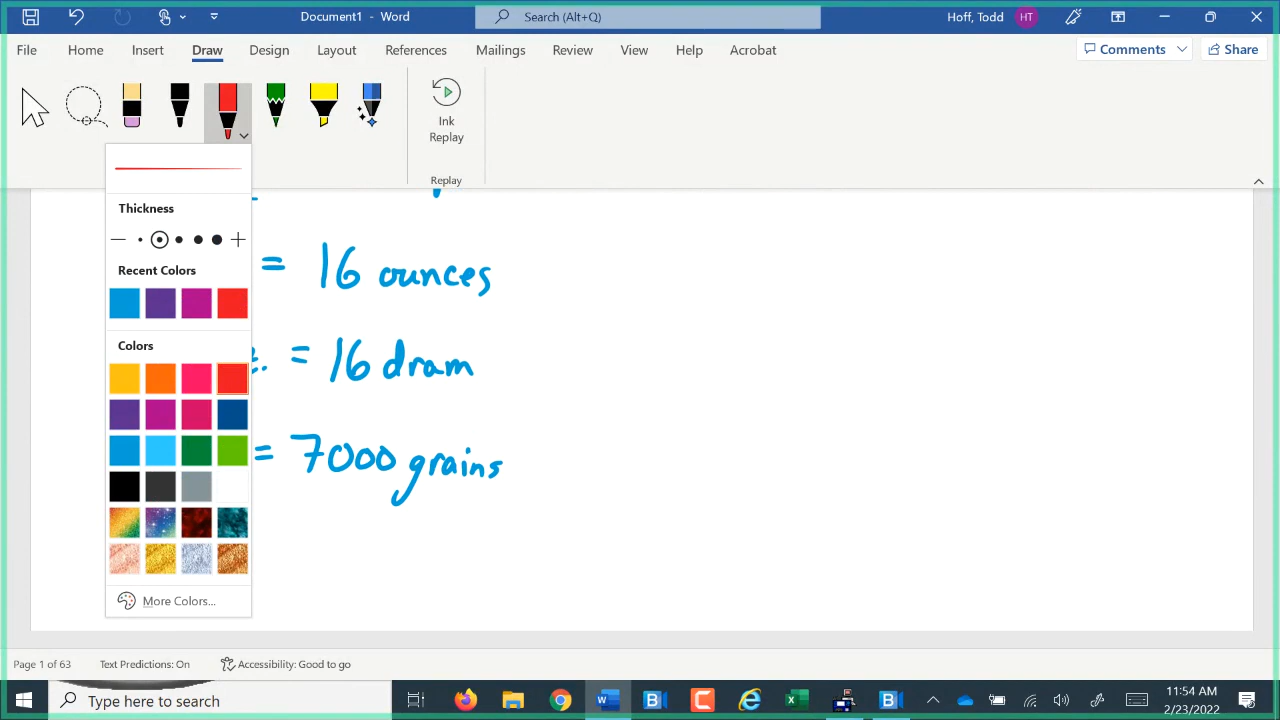 Document1 - Word
Search (Alt+Q)
Hoff, Todd
HT
File
Home
Insert
Draw
Design
Layout
References
Mailings
Review
View
Help
Acrobat
Comments
Share
Ink
Replay
Replay
Thickness
Recent Colors
Colors
More Colors...
= 16 ounces
= 16 dram
= 7000 grains
Page 1 of 63
Text Predictions: On
Accessibility: Good to go
Type here to search
11:54 AM
2/23/2022